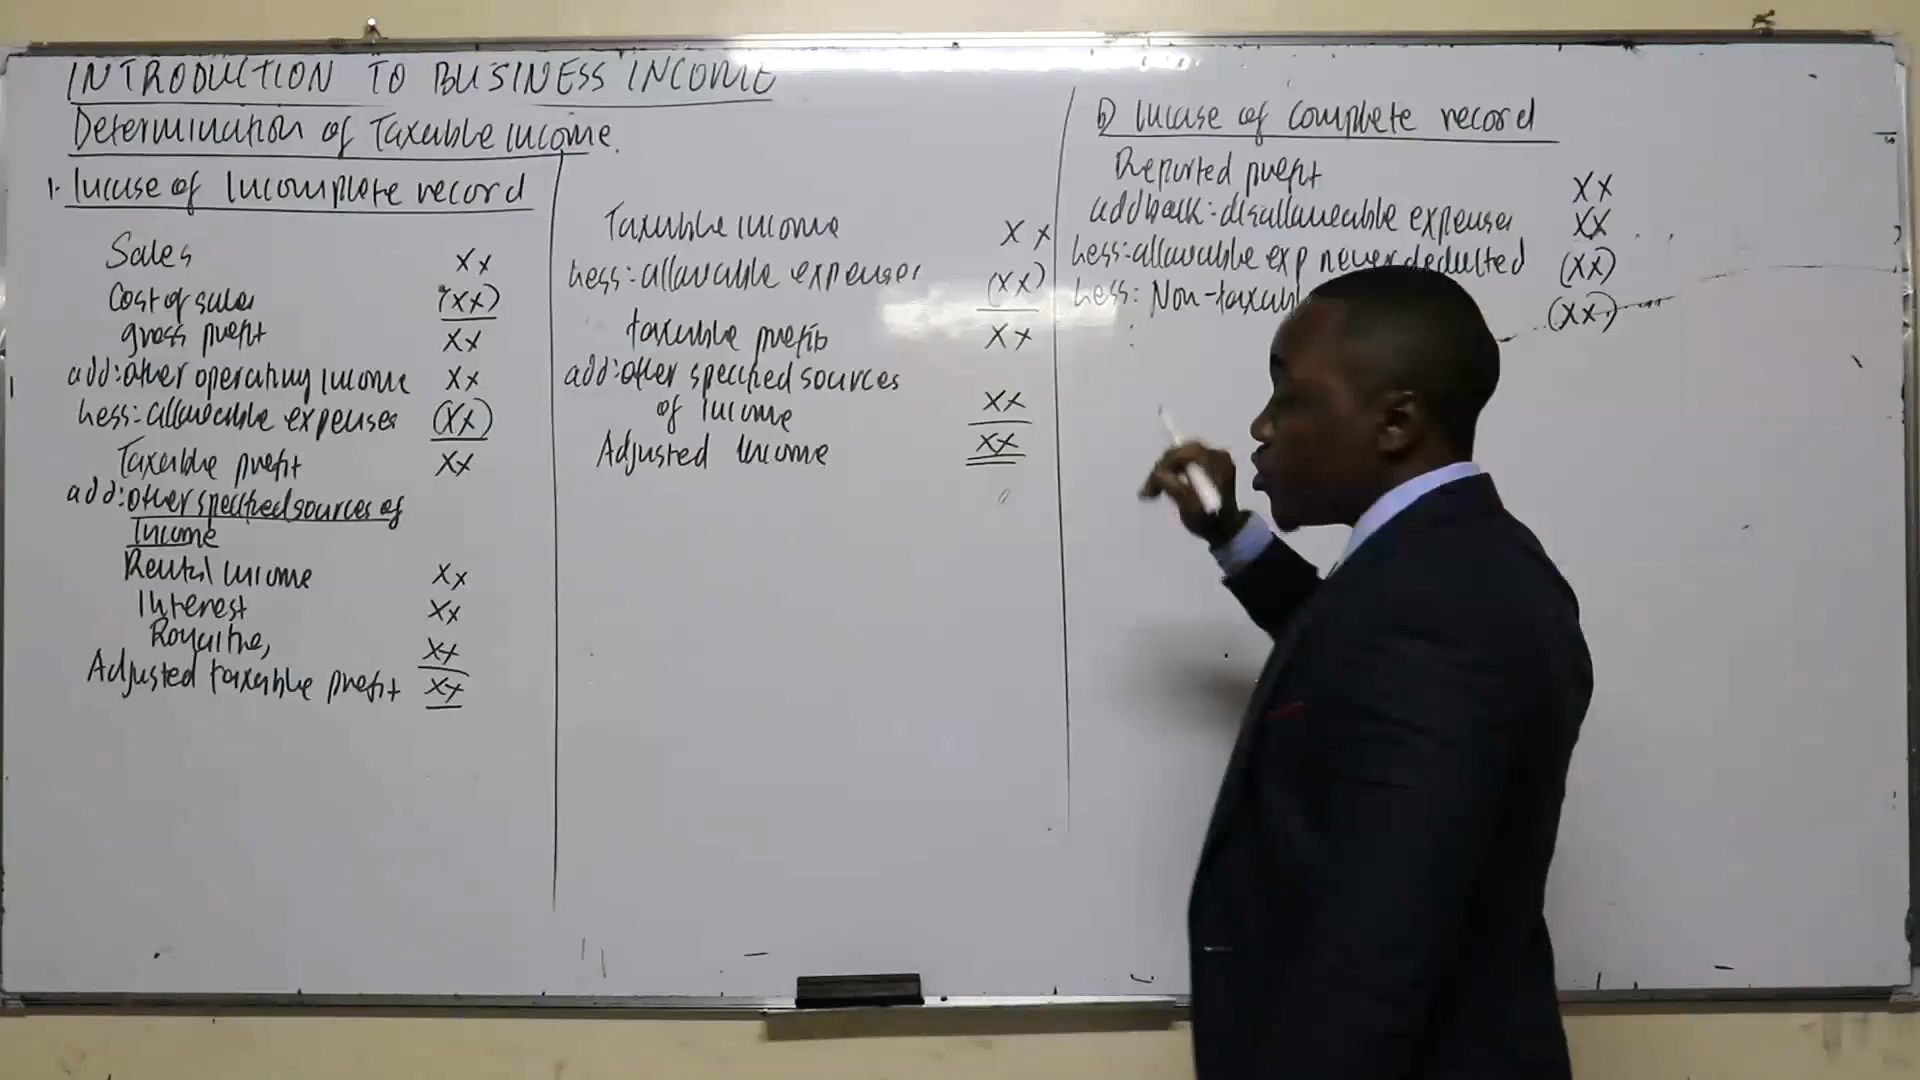 INTRODUCTION TO BUSINESS INCOME
Determination of Taxable income.
1. Incase of Incomplete record
Sales XX
Cost of sales (XX)
gross profit XX
add: other operating income XX
Less: allowable expenses (XX)
Taxable profit XX
add: other specified sources of
Income
Rental income XX
Interest XX
Royalties, XX
Adjusted taxable profit XX
Taxable income XX
Less: allowable expenses (XX)
taxable profits XX
add: other specified sources
of income XX
Adjusted Income XX
b) Incase of complete record
Reported profit XX
add back: disallowable expenses XX
Less: allowable exp never deducted (XX)
Less: Non-taxabl (XX)